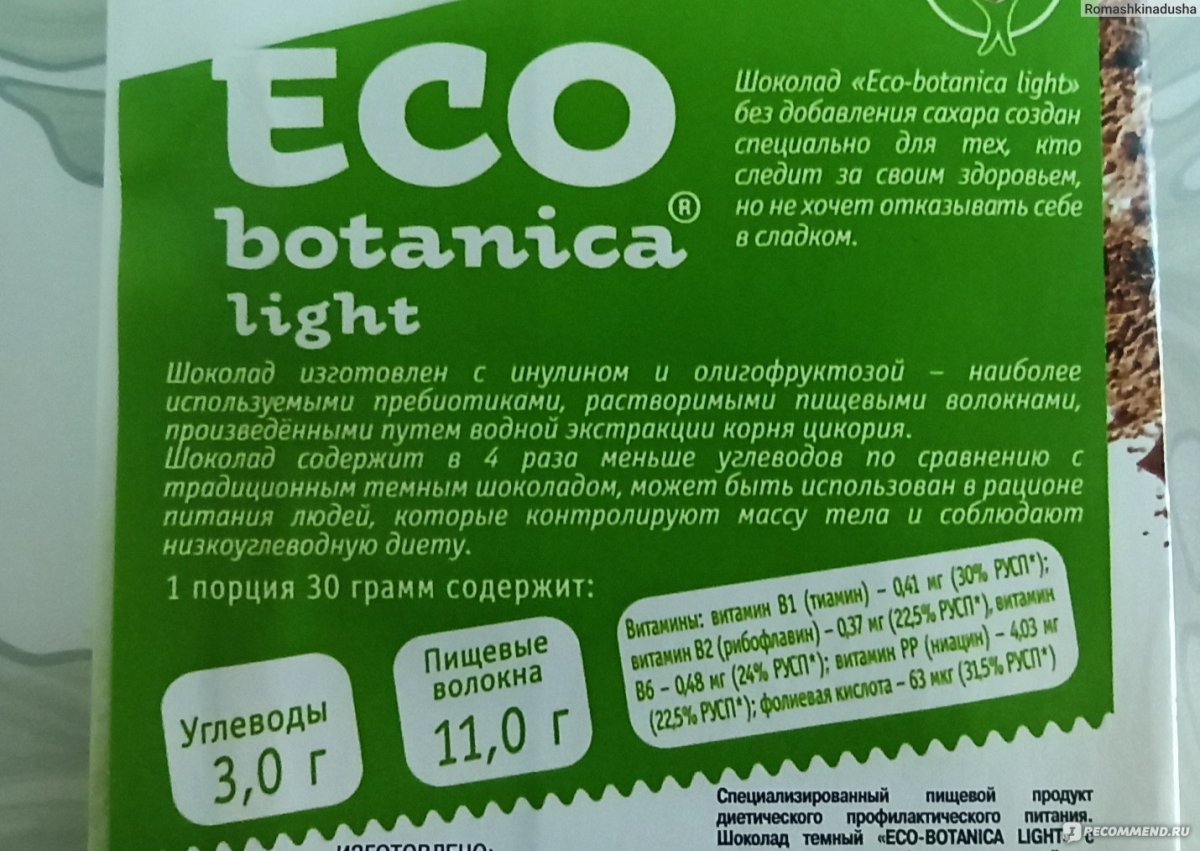 Romashkinadusha
ECO
botanica®
light
Шоколад «Eco-botanica light»
без добавления сахара создан
специально для тех, кто
следит за своим здоровьем,
но не хочет отказывать себе
в сладком.
Шоколад изготовлен с инулином и олигофруктозой – наиболее
используемыми пребиотиками, растворимыми пищевыми волокнами,
произведёнными путем водной экстракции корня цикория.
Шоколад содержит в 4 раза меньше углеводов по сравнению с
традиционным темным шоколадом, может быть использован в рационе
питания людей, которые контролируют массу тела и соблюдают
низкоуглеводную диету.
1 порция 30 грамм содержит:
Углеводы
3,0 г
Пищевые
волокна
11,0 г
Витамины: витамин В1 (тиамин) – 0,41 мг (30% РУСП*);
витамин В2 (рибофлавин) – 0,37 мг (22,5% РУСП*), витамин
В6 – 0,48 мг (24% РУСП*); витамин РР (ниацин) – 4,03 мг
(22,5% РУСП*); фолиевая кислота – 63 мкг (31,5% РУСП*)
Специализированный пищевой продукт
диетического профилактического питания.
Шоколад темный «ECO-BOTANICA LIGHT» с
ИЗГОТОВЛЕНО:
IRECOMMEND.RU